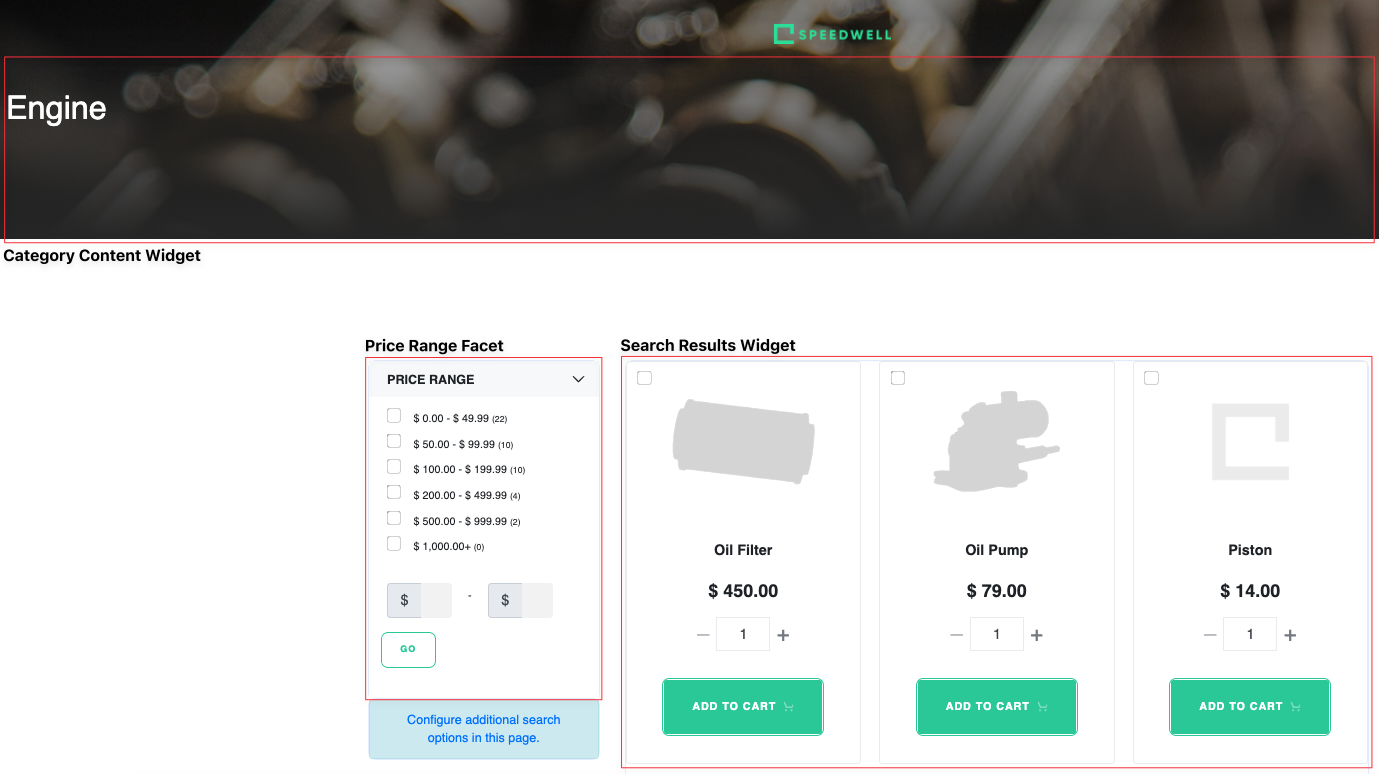 SPEEDWELL
Engine
Category Content Widget
Price Range Facet
PRICE RANGE
$ 0.00 - $ 49.99 (22)
$ 50.00 - $ 99.99 (10)
$ 100.00 - $ 199.99 (10)
$ 200.00 - $ 499.99 (4)
$ 500.00 - $ 999.99 (2)
$ 1,000.00+ (0)
$ - $
GO
Configure additional search
options in this page.
Search Results Widget
Oil Filter
$ 450.00
1
ADD TO CART
Oil Pump
$ 79.00
1
ADD TO CART
Piston
$ 14.00
1
ADD TO CART